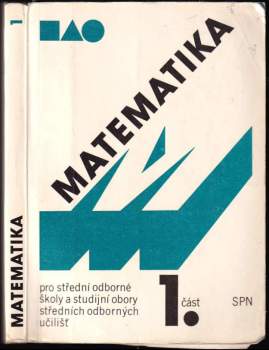 1
MATEMATIKA
MATEMATIKA
pro střední odborné
školy a studijní obory
středních odborných
učilišť
1.
část
SPN